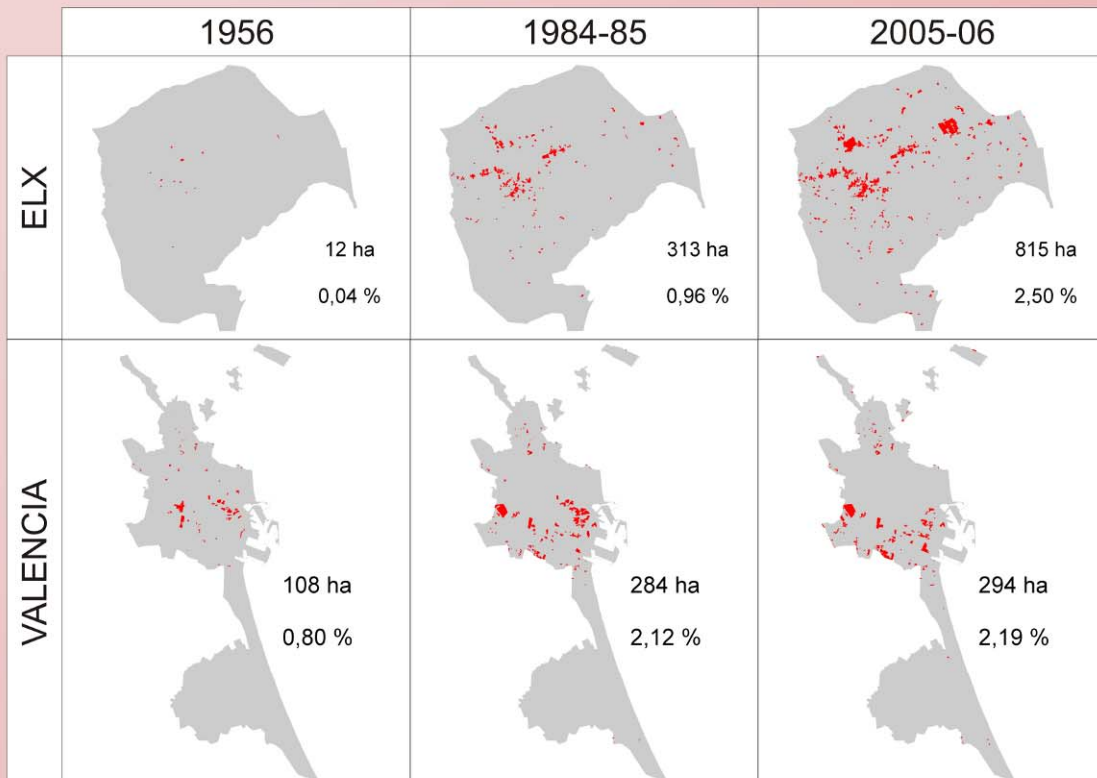 1956
1984-85
2005-06
ELX
12 ha
0,04 %
313 ha
0,96 %
815 ha
2,50 %
VALENCIA
108 ha
0,80 %
284 ha
2,12 %
294 ha
2,19 %